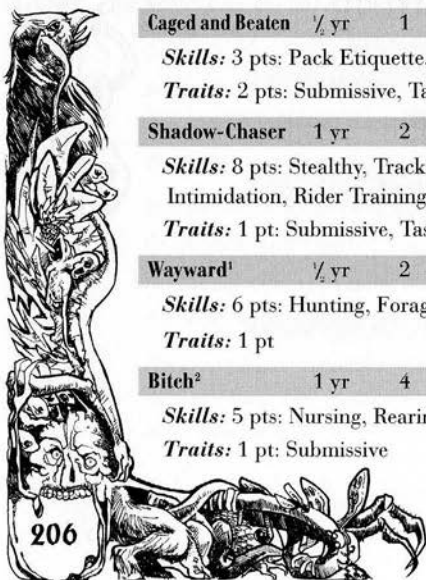 Caged and Beaten ½ yr 1
Skills: 3 pts: Pack Etiquette
Traits: 2 pts: Submissive,
Shadow-Chaser 1 yr 2
Skills: 8 pts: Stealthy, Track
Intimidation, Rider Training
Traits: 1 pt: Submissive,
Wayward¹ ½ yr 2
Skills: 6 pts: Hunting, Forag
Traits: 1 pt
Bitch² 1 yr 4
Skills: 5 pts: Nursing, Rearin
Traits: 1 pt: Submissive
206